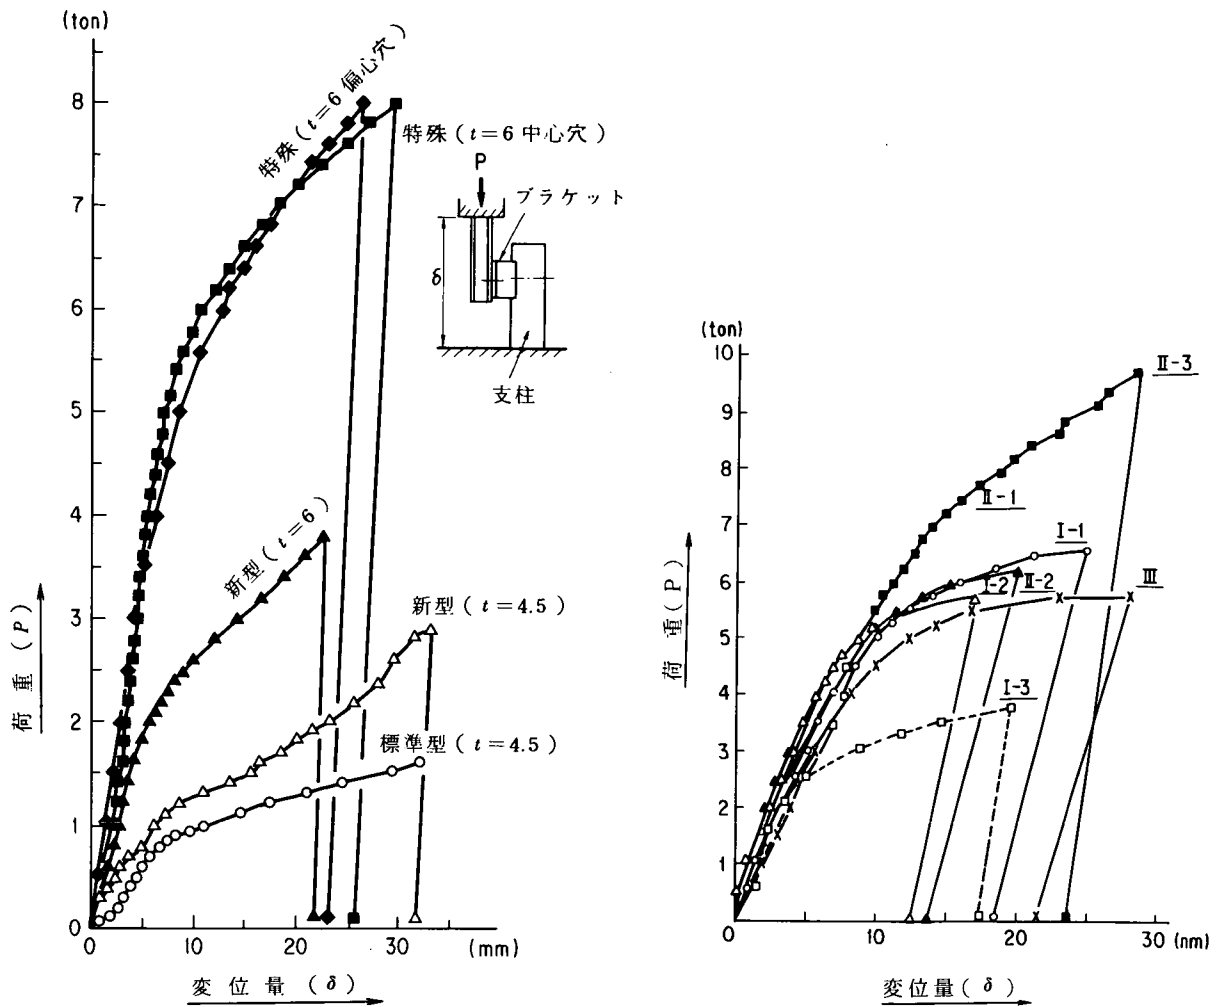 (ton)
8
7
6
5
4
3
2
1
0
0
10
20
30
(mm)
荷重(P)
変位量(δ)
特殊(t=6 偏心穴)
特殊(t=6 中心穴)
P
ブラケット
δ
支柱
新型(t=6)
新型(t=4.5)
標準型(t=4.5)
(ton)
10
9
8
7
6
5
4
3
2
1
0
10
20
30
(nm)
荷重(P)
変位量(δ)
II-3
II-1
I-1
I-2
II-2
III
I-3